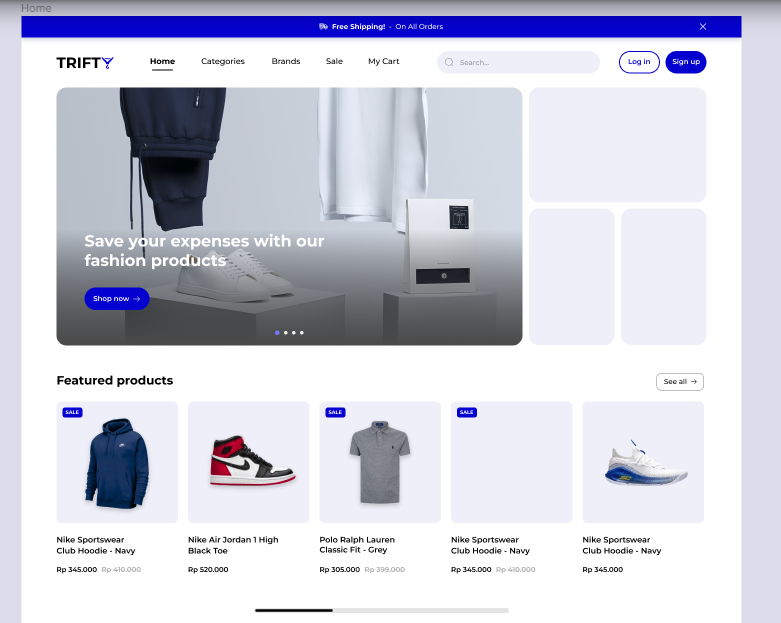 Home
Free Shipping! - On All Orders
TRIFTY
Home Categories Brands Sale My Cart
Search...
Log in
Sign up
Save your expenses with our
fashion products
Shop now →
Featured products
See all →
SALE
Nike Sportswear
Club Hoodie - Navy
Rp 345.000 Rp 410.000
Nike Air Jordan 1 High
Black Toe
Rp 520.000
SALE
Polo Ralph Lauren
Classic Fit - Grey
Rp 305.000 Rp 399.000
SALE
Nike Sportswear
Club Hoodie - Navy
Rp 345.000 Rp 410.000
Nike Sportswear
Club Hoodie - Navy
Rp 345.000